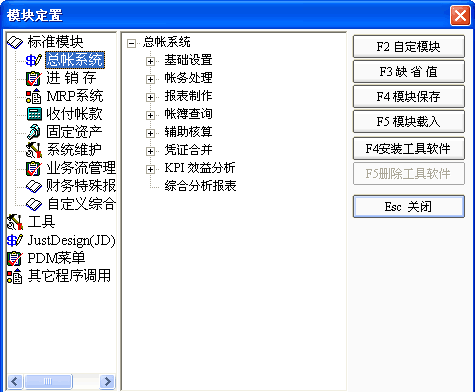 模块定置
标准模块
总帐系统
进 销 存
MRP系统
收付帐款
固定资产
系统维护
业务流管理
财务特殊报
自定义综合
工具
JustDesign(JD)
PDM菜单
其它程序调用
总帐系统
基础设置
帐务处理
报表制作
帐簿查询
辅助核算
凭证合并
KPI 效益分析
综合分析报表
F2 自定模块
F3 缺 省 值
F4 模块保存
F5 模块载入
F4安装工具软件
F5删除工具软件
Esc 关闭